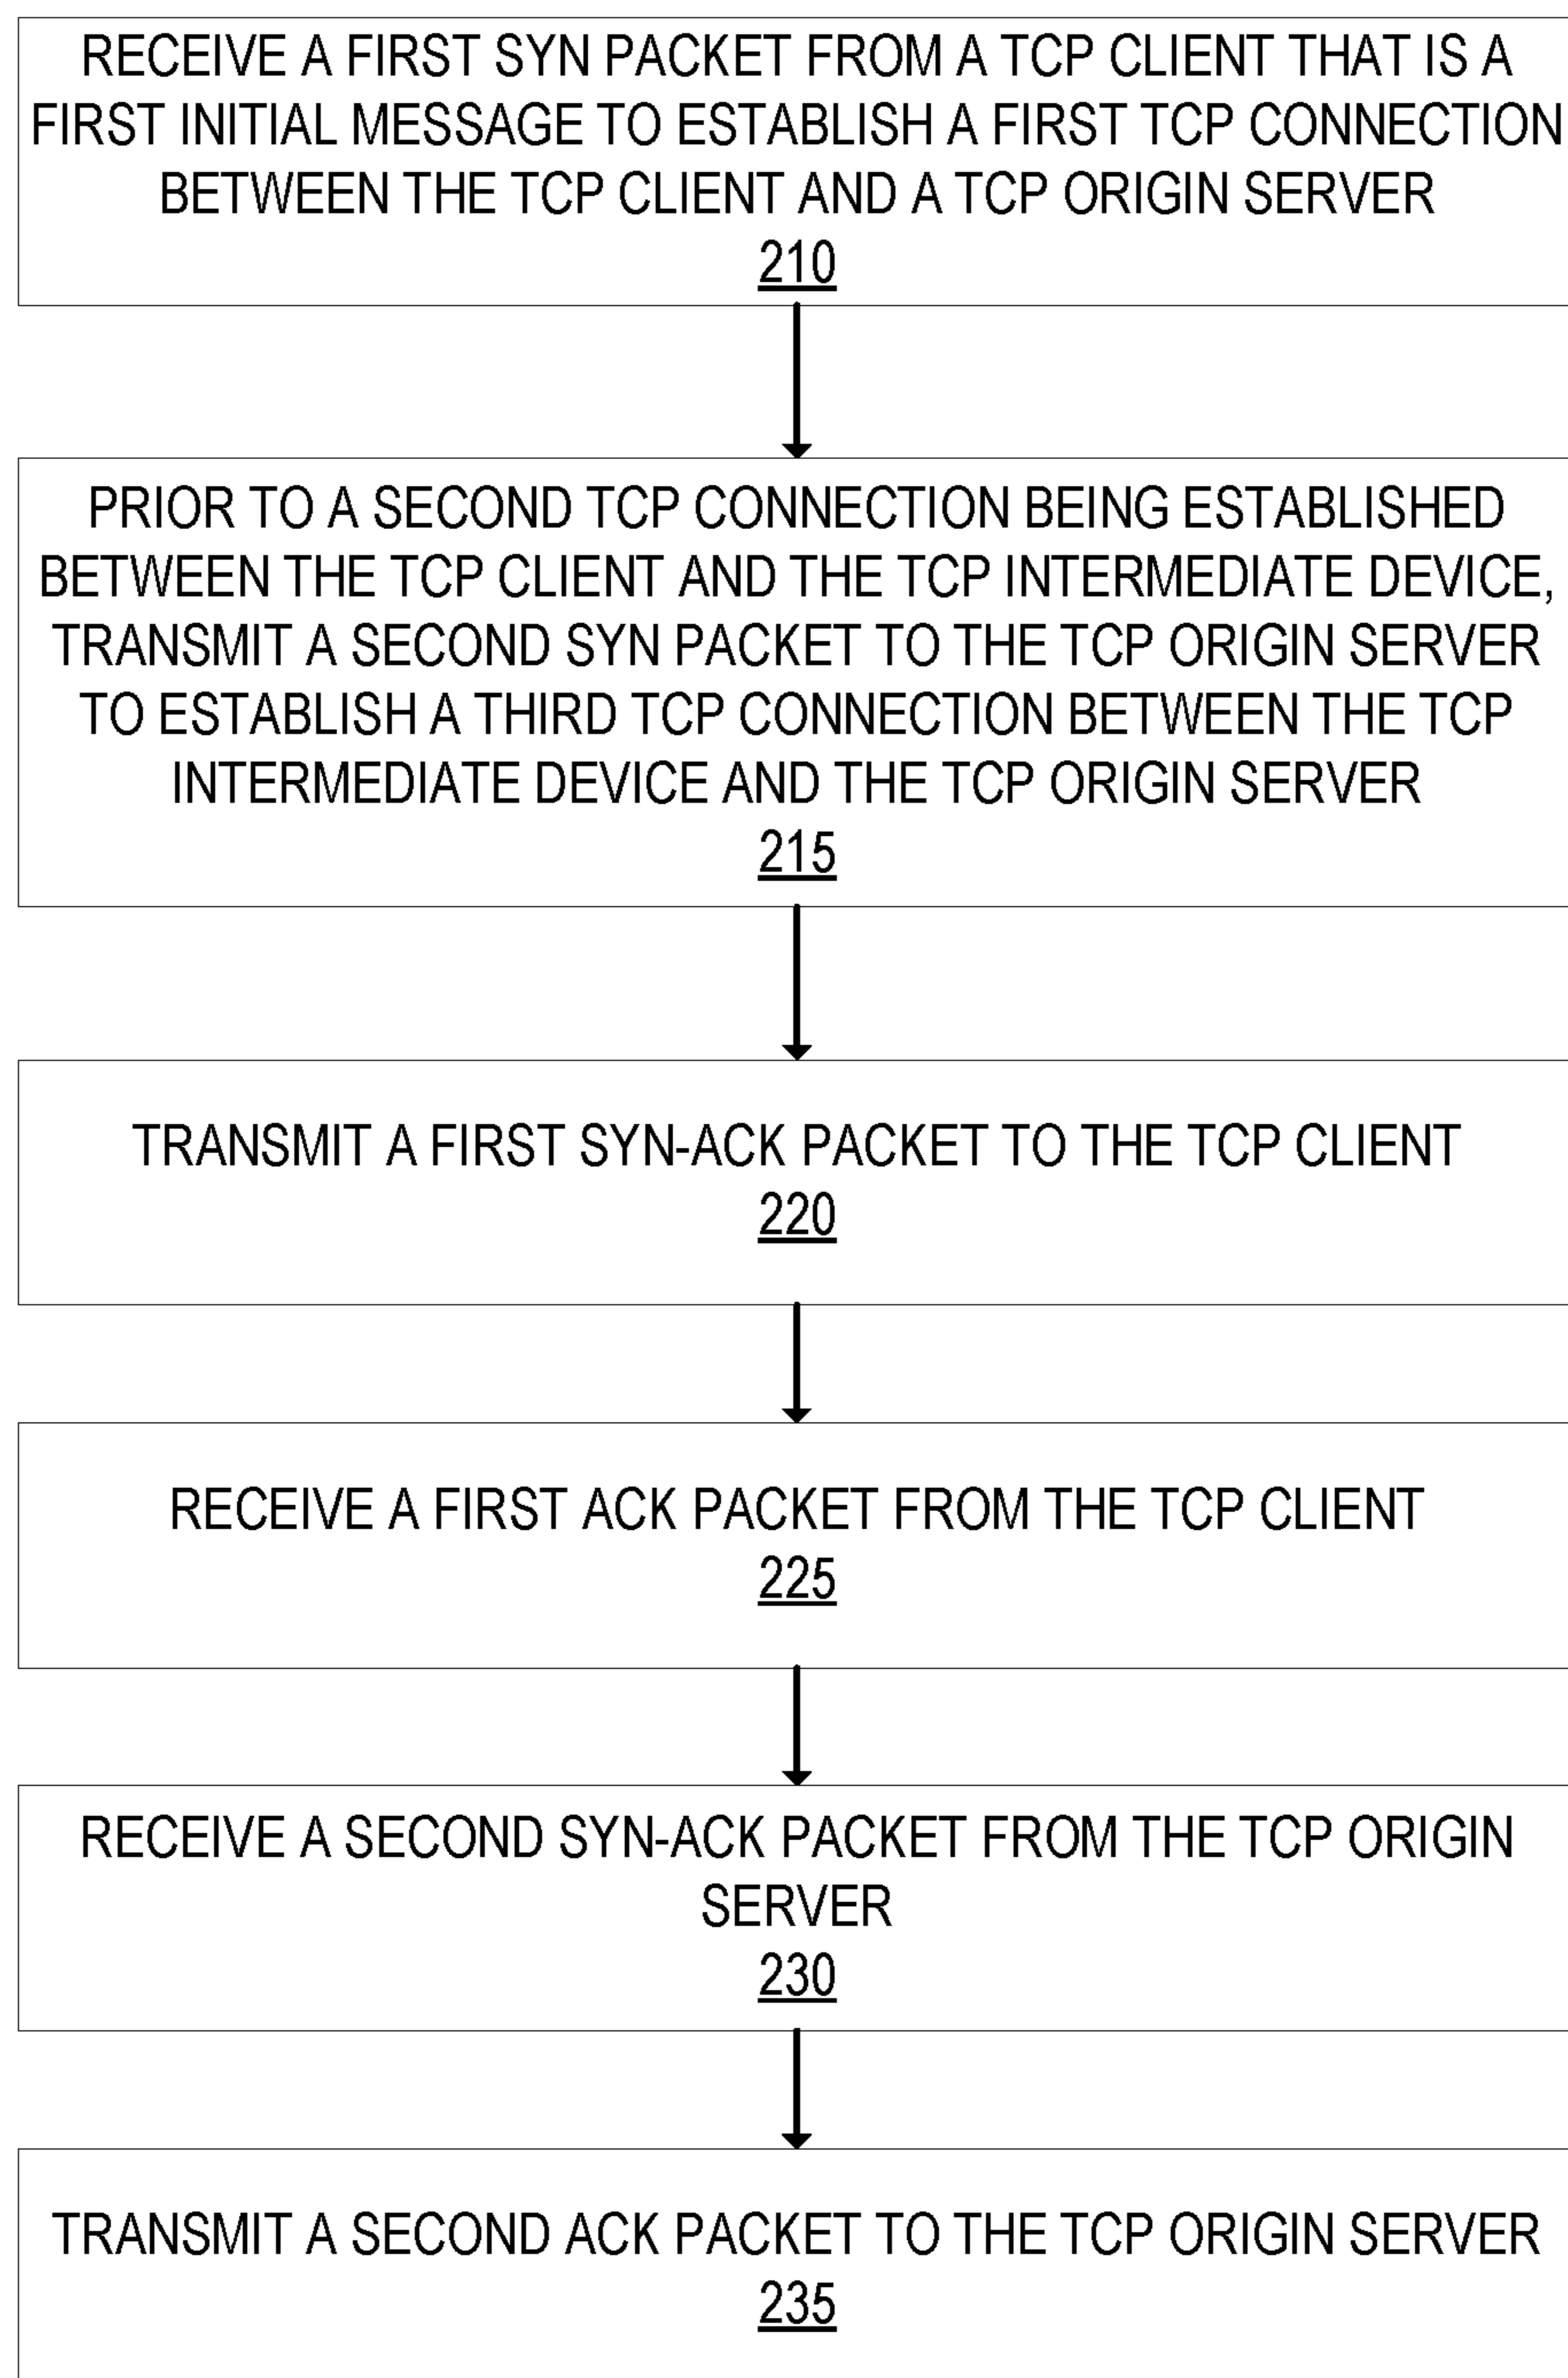 RECEIVE A FIRST SYN PACKET FROM A TCP CLIENT THAT IS A
FIRST INITIAL MESSAGE TO ESTABLISH A FIRST TCP CONNECTION
BETWEEN THE TCP CLIENT AND A TCP ORIGIN SERVER
210
PRIOR TO A SECOND TCP CONNECTION BEING ESTABLISHED
BETWEEN THE TCP CLIENT AND THE TCP INTERMEDIATE DEVICE,
TRANSMIT A SECOND SYN PACKET TO THE TCP ORIGIN SERVER
TO ESTABLISH A THIRD TCP CONNECTION BETWEEN THE TCP
INTERMEDIATE DEVICE AND THE TCP ORIGIN SERVER
215
TRANSMIT A FIRST SYN-ACK PACKET TO THE TCP CLIENT
220
RECEIVE A FIRST ACK PACKET FROM THE TCP CLIENT
225
RECEIVE A SECOND SYN-ACK PACKET FROM THE TCP ORIGIN
SERVER
230
TRANSMIT A SECOND ACK PACKET TO THE TCP ORIGIN SERVER
235